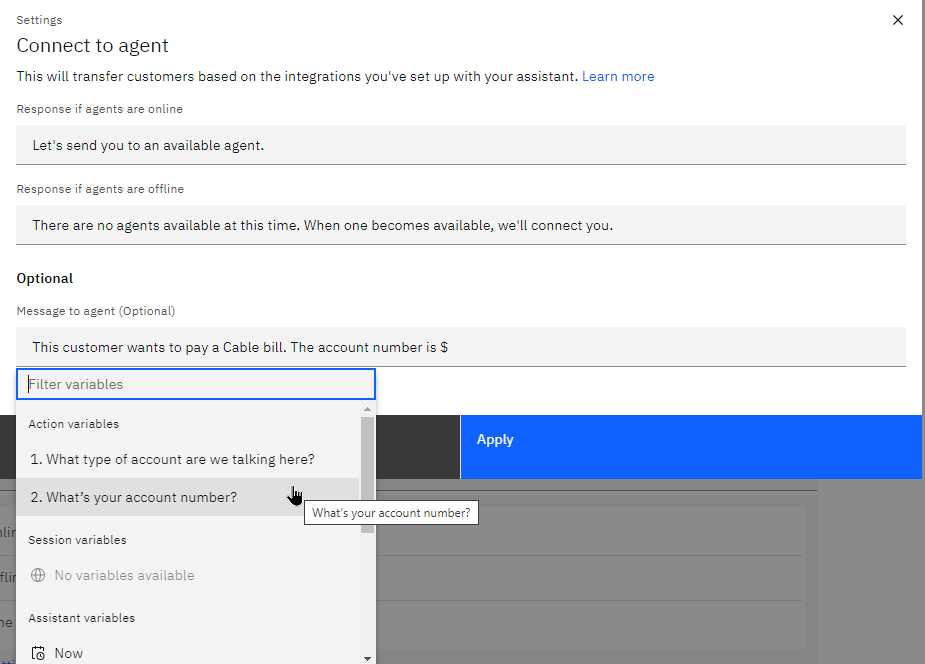 Settings
Connect to agent
This will transfer customers based on the integrations you've set up with your assistant. Learn more
Response if agents are online
Let's send you to an available agent.
Response if agents are offline
There are no agents available at this time. When one becomes available, we'll connect you.
Optional
Message to agent (Optional)
This customer wants to pay a Cable bill. The account number is $
Filter variables
Action variables
Apply
1. What type of account are we talking here?
2. What's your account number?
What's your account number?
Session variables
No variables available
Assistant variables
Now